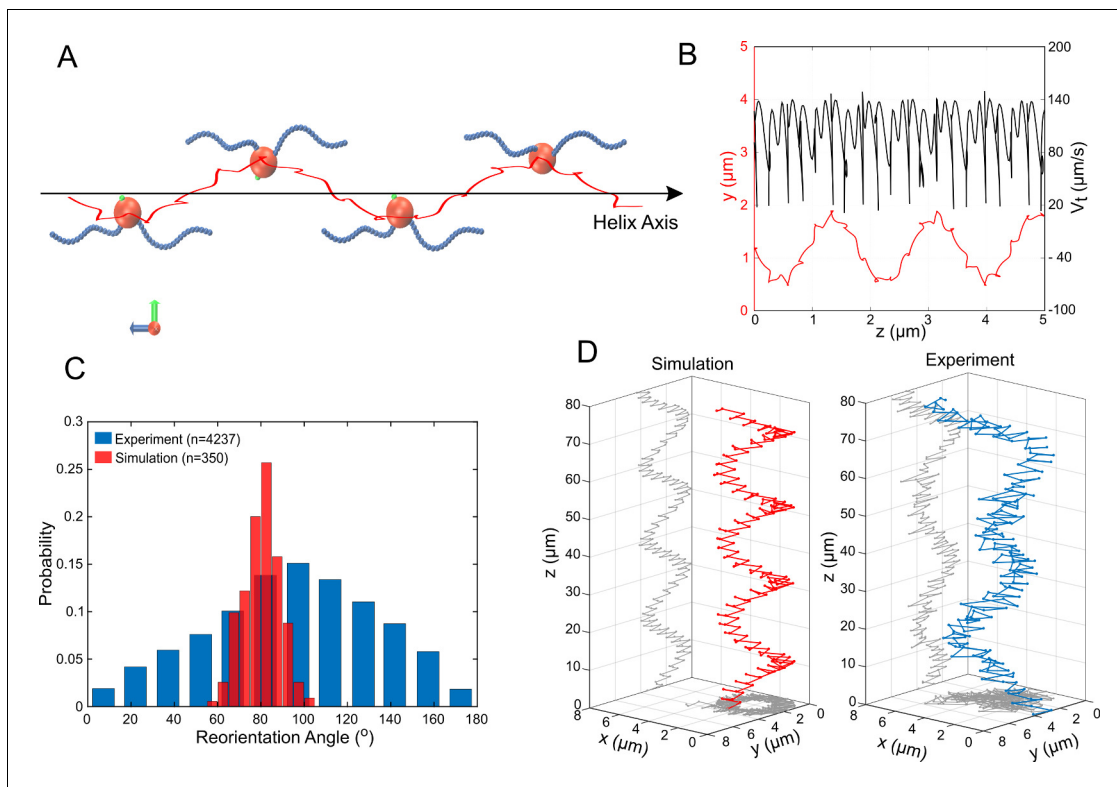 A
Helix Axis
B
5
4
3
2
1
0
y (µm)
200
140
80
20
- 40
-100
Vt (µm/s)
0 1 2 3 4 5
z (µm)
C
0.3
0.25
0.2
0.15
0.1
0.05
0
Probability
Experiment (n=4237)
Simulation (n=350)
0 20 40 60 80 100 120 140 160 180
Reorientation Angle (°)
D
Simulation
80
70
60
50
40
30
20
10
0
z (µm)
8 6 4 2 0
x (µm)
8 6 4 2 0
y (µm)
Experiment
80
70
60
50
40
30
20
10
0
z (µm)
8 6 4 2 0
x (µm)
8 6 4 2 0
y (µm)